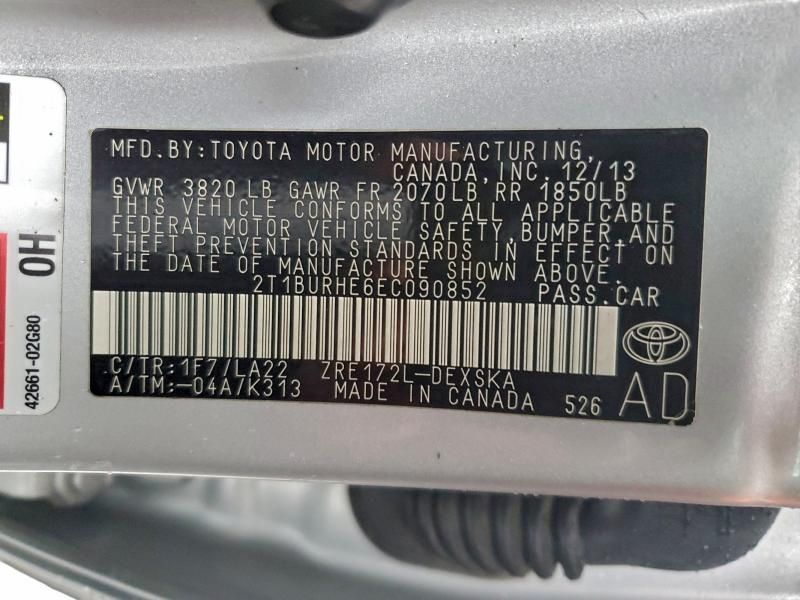 MFD.BY:TOYOTA MOTOR MANUFACTURING,
CANADA,INC. 12/13
GVWR 3820 LB GAWR FR 2070LB RR 1850LB
THIS VEHICLE CONFORMS TO ALL APPLICABLE
FEDERAL MOTOR VEHICLE SAFETY,BUMPER,AND
THEFT PREVENTION STANDARDS IN EFFECT ON
THE DATE OF MANUFACTURE SHOWN ABOVE.
2T1BURHE6EC090852 PASS.CAR
C/TR:1F7/LA22 ZRE172L-DEXSKA
A/TM:-04A/K313 MADE IN CANADA 526 AD
0H
42661-02G80